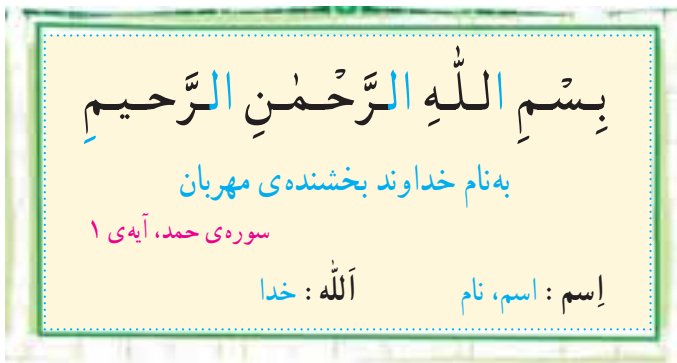 بِسْمِ اللّٰهِ الرَّحْمٰنِ الرَّحیمِ
به‌نام خداوند بخشنده‌ی مهربان
سوره‌ی حمد، آیه‌ی ۱
اِسم : اسم، نام اَللّٰه : خدا